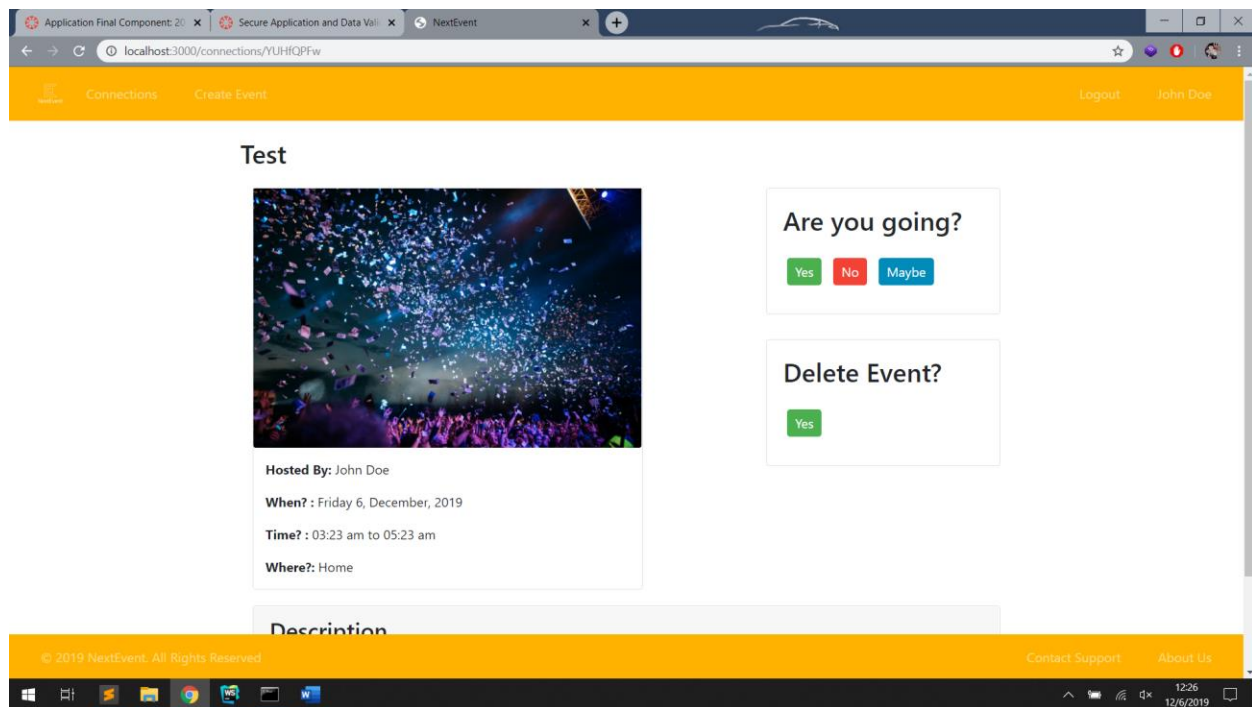 Application Final Component: 20
Secure Application and Data Vali
NextEvent
localhost:3000/connections/YUHfQPFw
NextEvent
Connections
Create Event
Logout
John Doe
Test
Are you going?
Yes
No
Maybe
Delete Event?
Yes
Hosted By: John Doe
When? : Friday 6, December, 2019
Time? : 03:23 am to 05:23 am
Where?: Home
Description
© 2019 NextEvent. All Rights Reserved
Contact Support
About Us
WS
W
12:26
12/6/2019